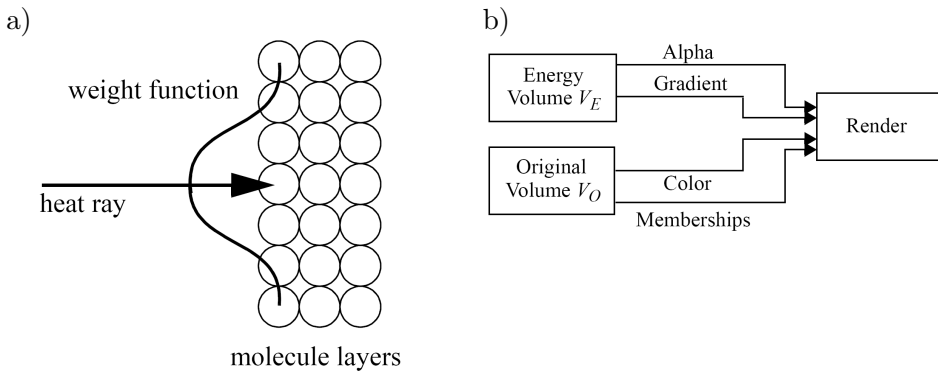 a)
weight function
heat ray
molecule layers
b)
Energy
Volume V_E
Alpha
Gradient
Render
Original
Volume V_O
Color
Memberships